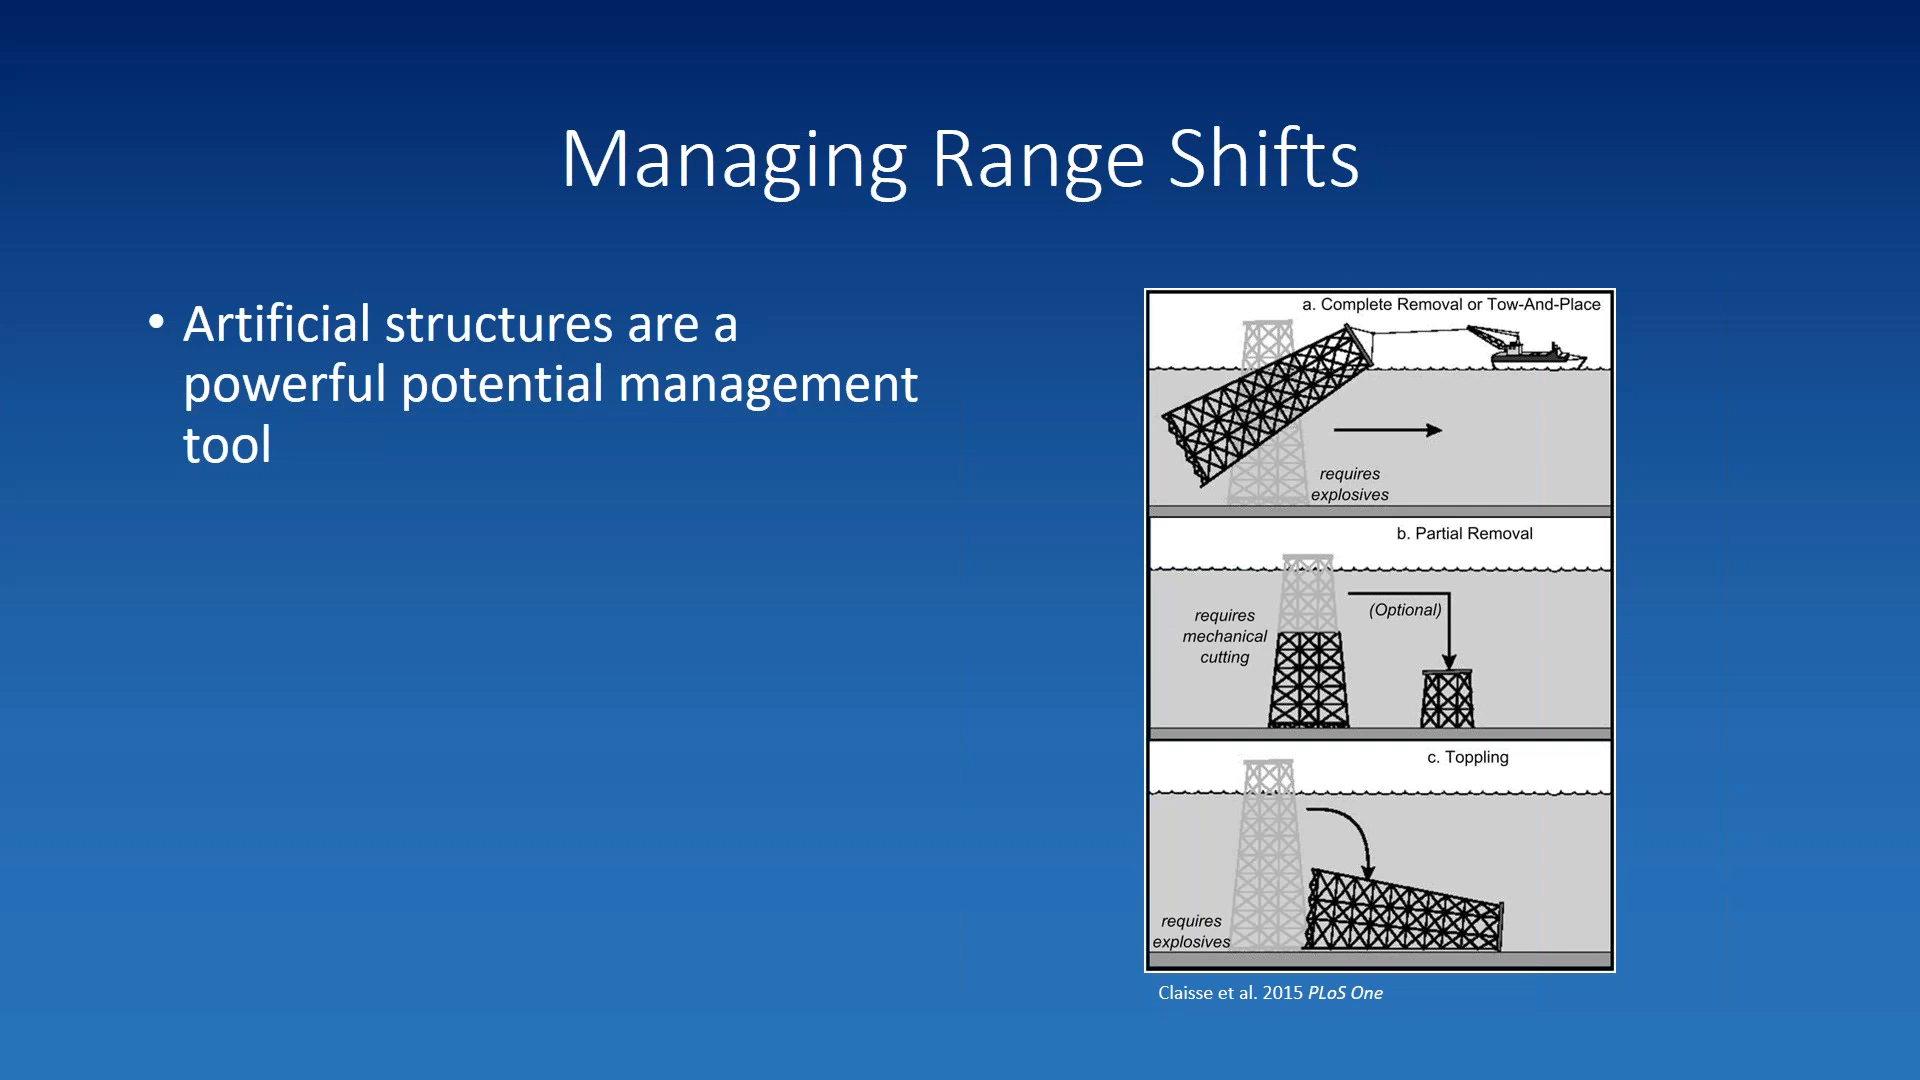 Managing Range Shifts
• Artificial structures are a
powerful potential management
tool
a. Complete Removal or Tow-And-Place
requires
explosives
b. Partial Removal
requires
mechanical
cutting
(Optional)
c. Toppling
requires
explosives
Claisse et al. 2015 PLoS One